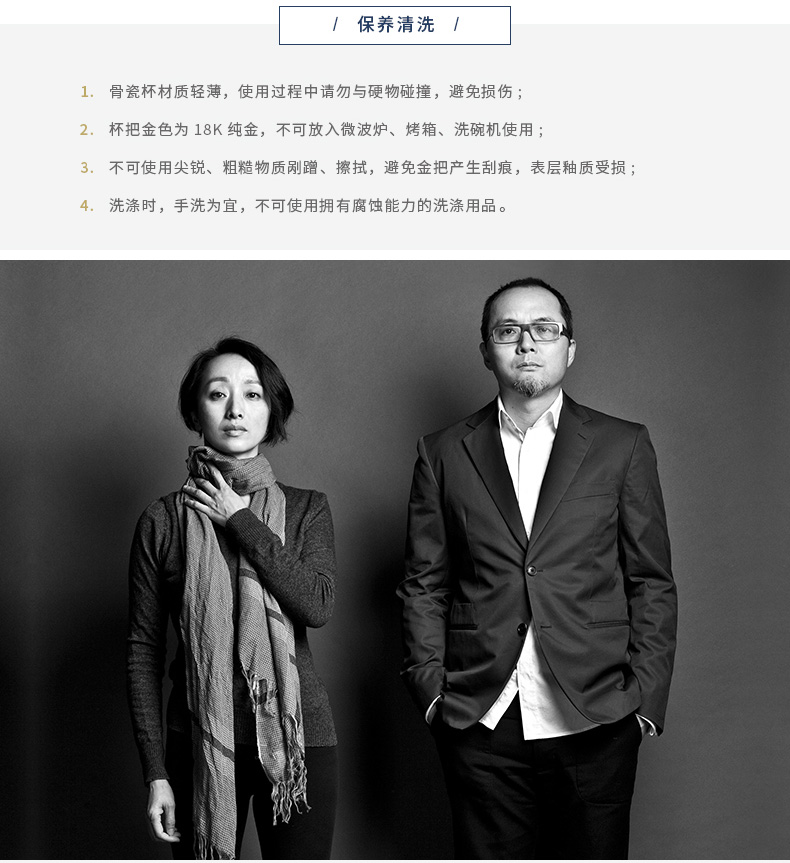 / 保养清洗 /
1. 骨瓷杯材质轻薄，使用过程中请勿与硬物碰撞，避免损伤；
2. 杯把金色为 18K 纯金，不可放入微波炉、烤箱、洗碗机使用；
3. 不可使用尖锐、粗糙物质剐蹭、擦拭，避免金把产生刮痕，表层釉质受损；
4. 洗涤时，手洗为宜，不可使用拥有腐蚀能力的洗涤用品。